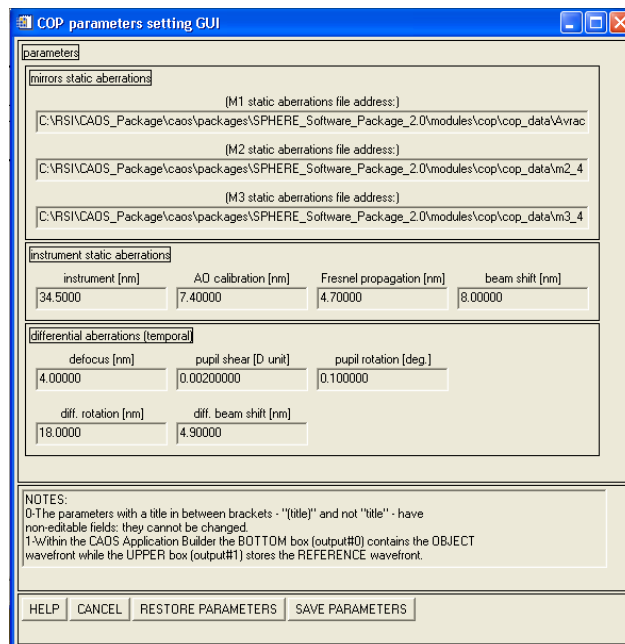 COP parameters setting GUI
parameters
mirrors static aberrations
(M1 static aberrations file address:)
C:\RSI\CAOS_Package\caos\packages\SPHERE_Software_Package_2.0\modules\cop\cop_data\Avrac
(M2 static aberrations file address:)
C:\RSI\CAOS_Package\caos\packages\SPHERE_Software_Package_2.0\modules\cop\cop_data\m2_4
(M3 static aberrations file address:)
C:\RSI\CAOS_Package\caos\packages\SPHERE_Software_Package_2.0\modules\cop\cop_data\m3_4
instrument static aberrations
instrument [nm] AO calibration [nm] Fresnel propagation [nm] beam shift [nm]
34.5000 7.40000 4.70000 8.00000
differential aberrations (temporal)
defocus [nm] pupil shear [D unit] pupil rotation [deg.]
4.00000 0.00200000 0.100000
diff. rotation [nm] diff. beam shift [nm]
18.0000 4.90000
NOTES:
0-The parameters with a title in between brackets - "(title)" and not "title" - have
non-editable fields: they cannot be changed.
1-Within the CAOS Application Builder the BOTTOM box (output#0) contains the OBJECT
wavefront while the UPPER box (output#1) stores the REFERENCE wavefront.
HELP CANCEL RESTORE PARAMETERS SAVE PARAMETERS